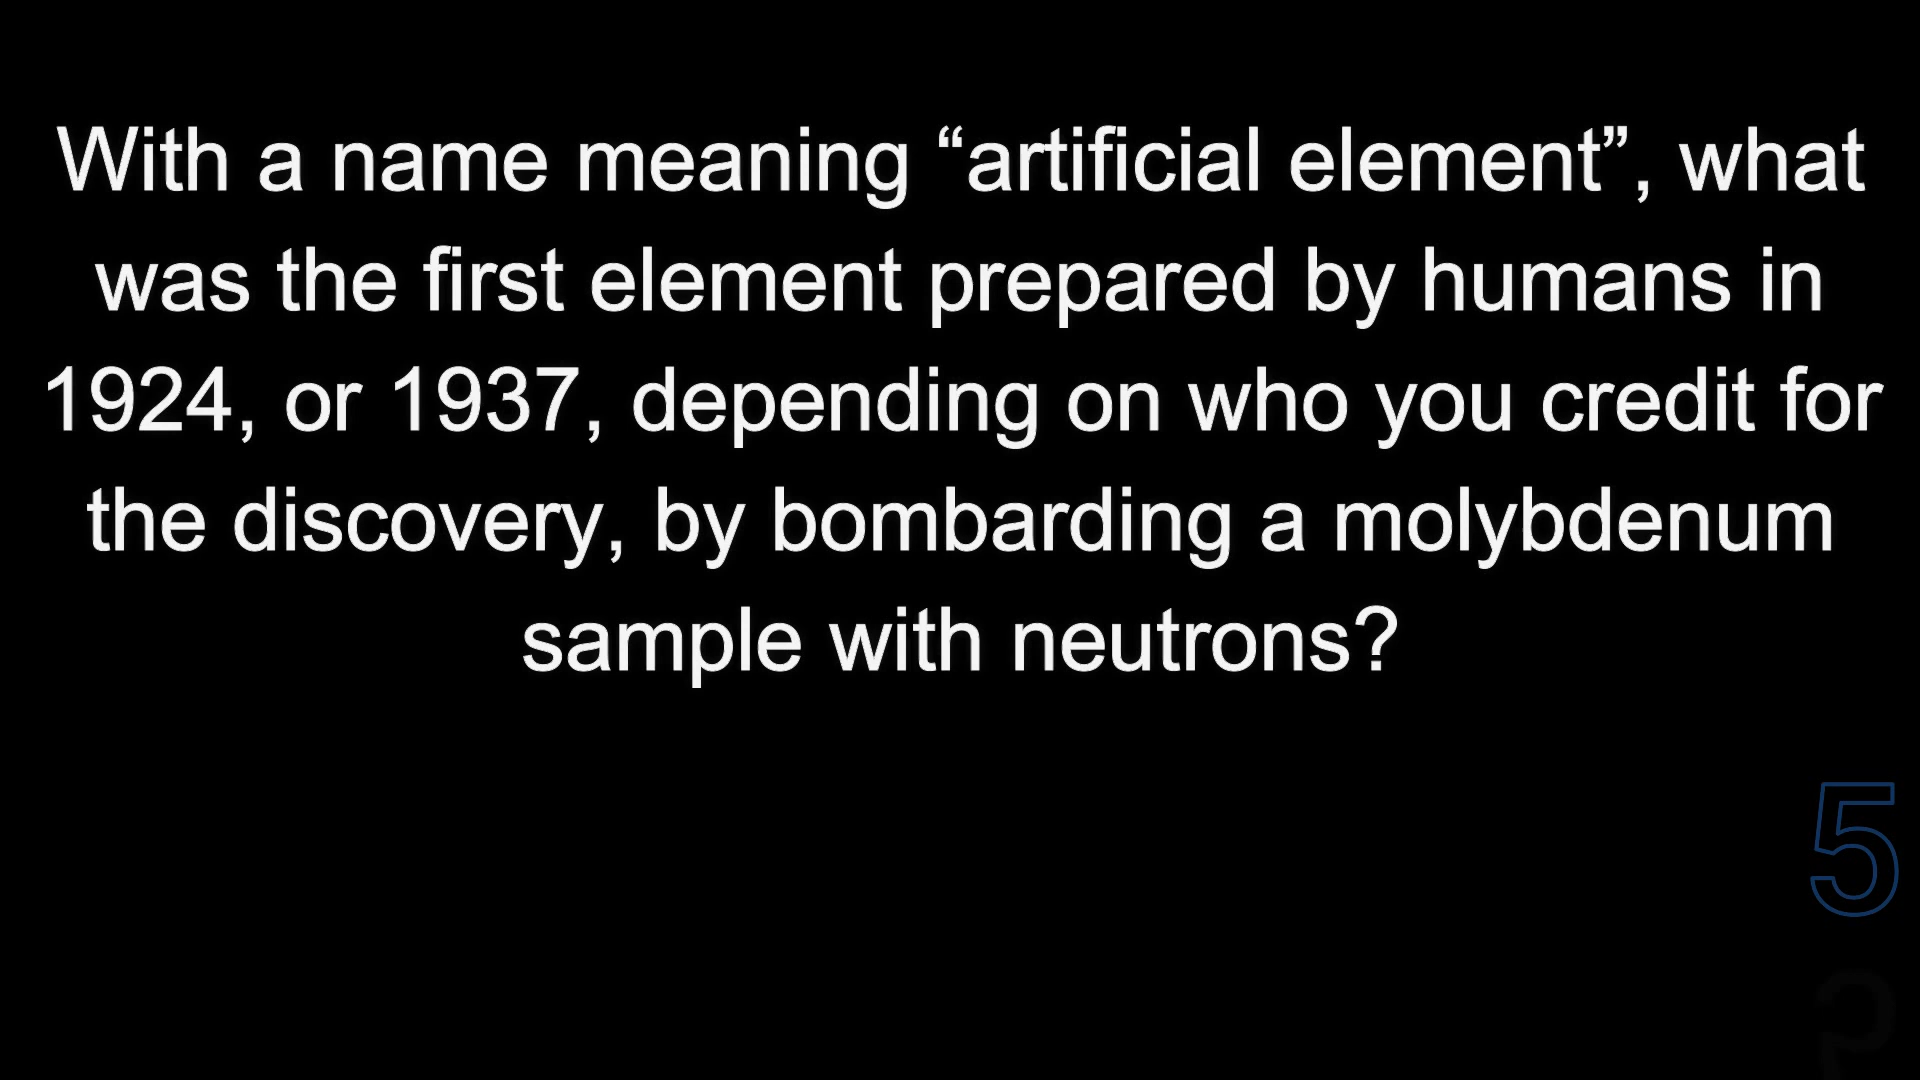 With a name meaning “artificial element”, what
was the first element prepared by humans in
1924, or 1937, depending on who you credit for
the discovery, by bombarding a molybdenum
sample with neutrons?
5